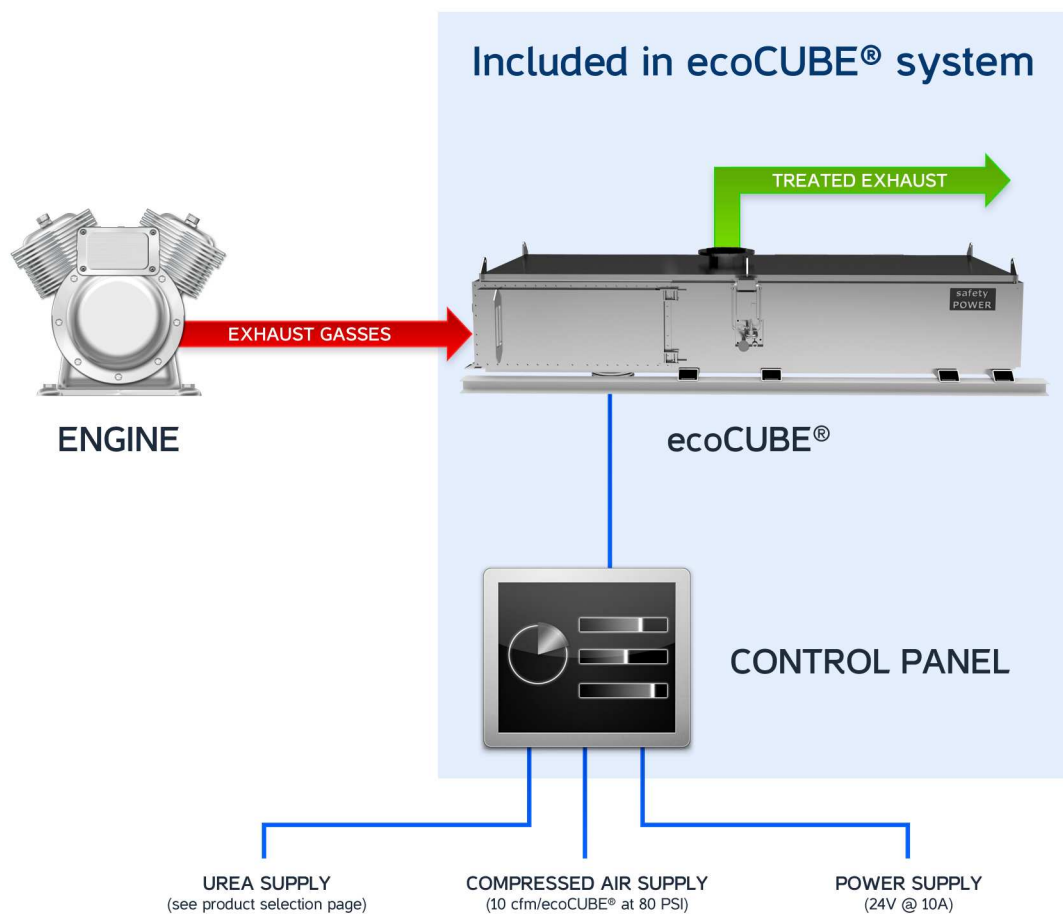 Included in ecoCUBE® system
TREATED EXHAUST
safety
POWER
EXHAUST GASSES
ENGINE
ecoCUBE®
CONTROL PANEL
UREA SUPPLY
(see product selection page)
COMPRESSED AIR SUPPLY
(10 cfm/ecoCUBE® at 80 PSI)
POWER SUPPLY
(24V @ 10A)